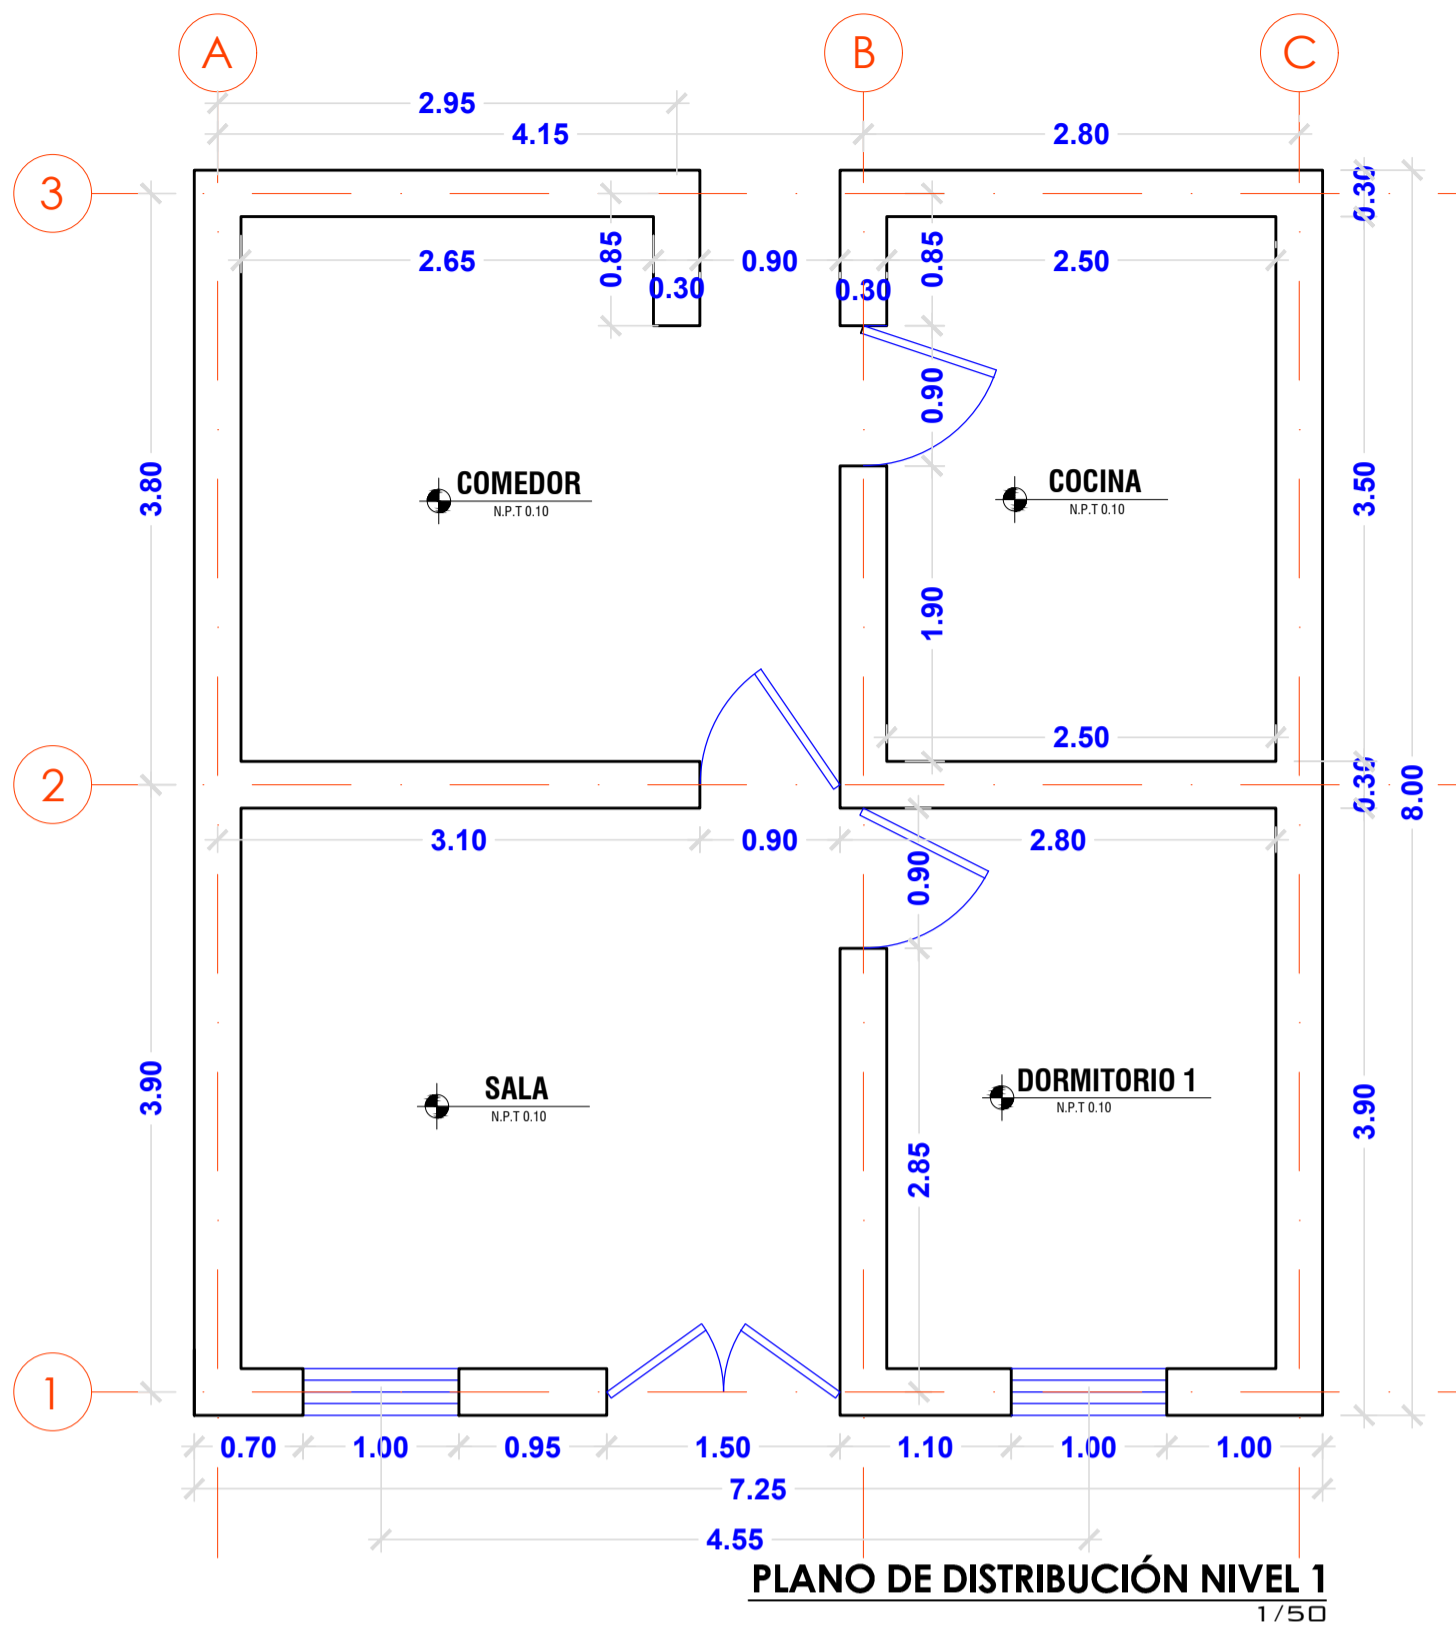 A B C
2.95
4.15 2.80
3
0.30
2.65 0.85 0.30 0.90 0.30 0.85 2.50
0.90
3.80
COMEDOR
N.P.T 0.10
COCINA
N.P.T 0.10
3.50
1.90
2.50
2
0.30
8.00
3.10 0.90 2.80
0.90
3.90
SALA
N.P.T 0.10
DORMITORIO 1
N.P.T 0.10
3.90
2.85
1
0.70 1.00 0.95 1.50 1.10 1.00 1.00
7.25
4.55
PLANO DE DISTRIBUCIÓN NIVEL 1
1/50